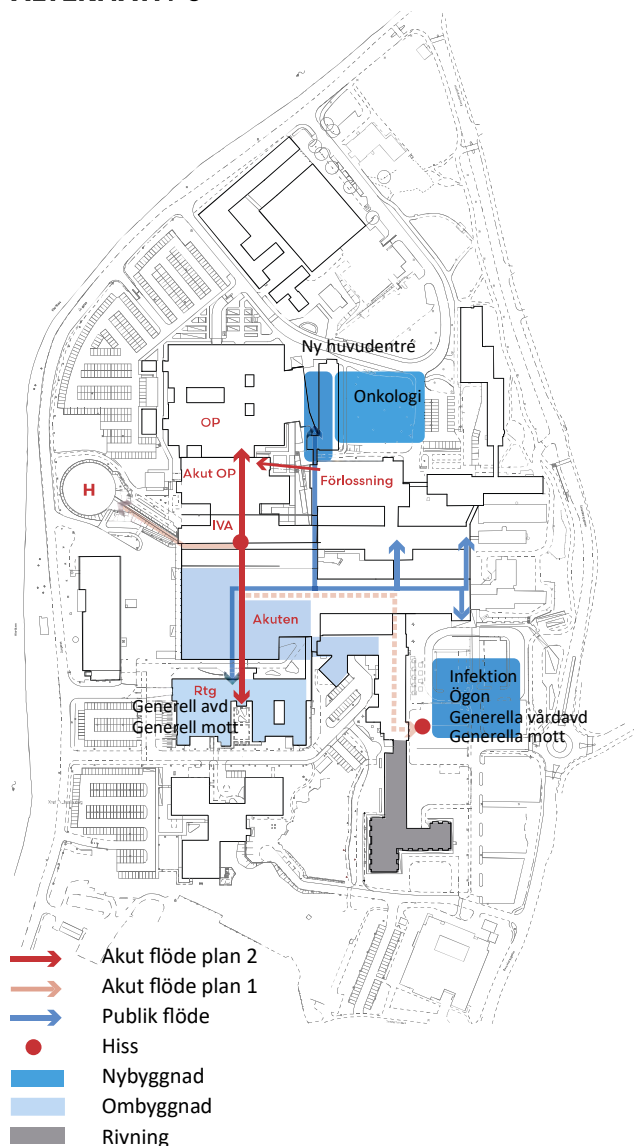 Ny huvudentré
Onkologi
OP
Akut OP
Förlossning
H
IVA
Akuten
Rtg
Generell avd
Generell mott
Infektion
Ögon
Generella vårdavd
Generella mott
Akut flöde plan 2
Akut flöde plan 1
Publik flöde
Hiss
Nybyggnad
Ombyggnad
Rivning